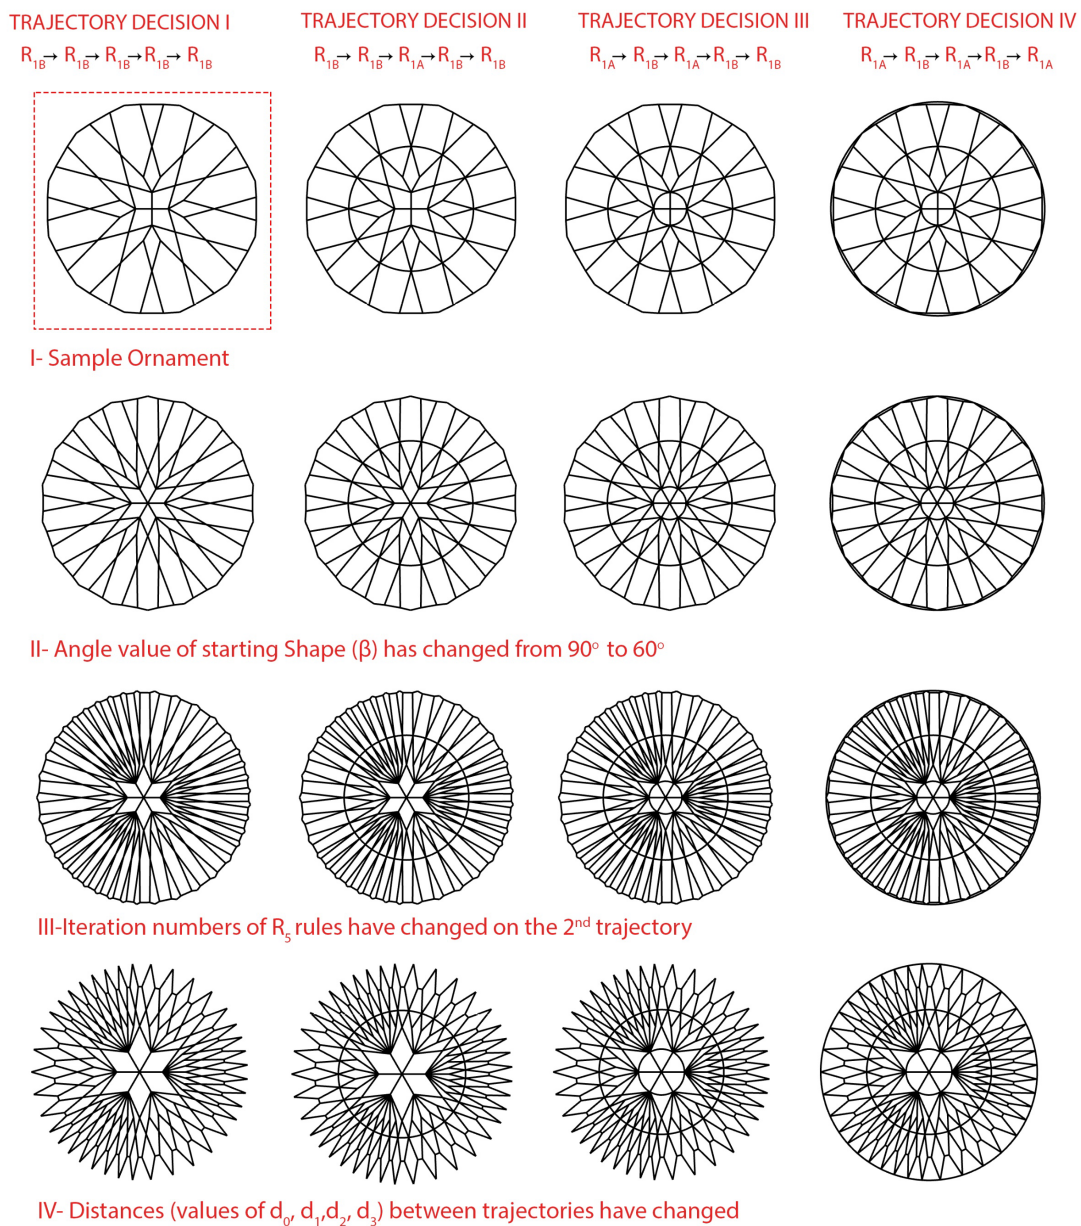 TRAJECTORY DECISION I TRAJECTORY DECISION II TRAJECTORY DECISION III TRAJECTORY DECISION IV
R1B→ R1B→ R1B→ R1B→ R1B R1B→ R1B→ R1A→ R1B→ R1B R1A→ R1B→ R1A→ R1B→ R1B R1A→ R1B→ R1A→ R1B→ R1A
I- Sample Ornament
II- Angle value of starting Shape (β) has changed from 90° to 60°
III-Iteration numbers of R5 rules have changed on the 2nd trajectory
IV- Distances (values of d0, d1,d2, d3) between trajectories have changed